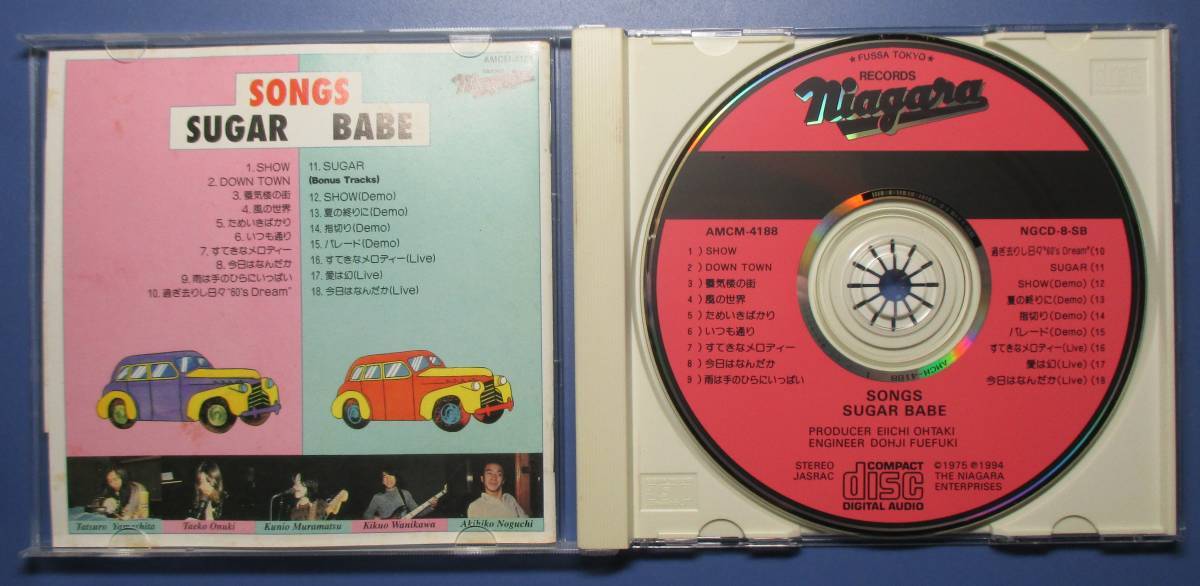 AMCM-4188
Niagara
SONGS
SUGAR BABE
1. SHOW
2. DOWN TOWN
3. 蜃気楼の街
4. 風の世界
5. ためいきばかり
6. いつも通り
7. すてきなメロディー
8. 今日はなんだか
9. 雨は手のひらにいっぱい
10. 過ぎ去りし日々"60's Dream"
11. SUGAR
(Bonus Tracks)
12. SHOW(Demo)
13. 夏の終りに(Demo)
14. 指切り(Demo)
15. パレード(Demo)
16. すてきなメロディー(Live)
17. 愛は幻(Live)
18. 今日はなんだか(Live)
Tatsuro Yamashita
Taeko Onuki
Kunio Muramatsu
Kikuo Wanikawa
Akihiko Noguchi
★ FUSSA TOKYO ★
RECORDS
Niagara
AMCM-4188
1 ) SHOW
2 ) DOWN TOWN
3 ) 蜃気楼の街
4 ) 風の世界
5 ) ためいきばかり
6 ) いつも通り
7 ) すてきなメロディー
8 ) 今日はなんだか
9 ) 雨は手のひらにいっぱい
NGCD-8-SB
過ぎ去りし日々"60's Dream"(10
SUGAR (11
SHOW(Demo) (12
夏の終りに(Demo) (13
指切り(Demo) (14
パレード(Demo) (15
すてきなメロディー(Live) (16
愛は幻(Live) (17
今日はなんだか(Live) (18
AMCM-4188 1
SONGS
SUGAR BABE
PRODUCER EIICHI OHTAKI
ENGINEER DOHJI FUEFUKI
STEREO
JASRAC
COMPACT
disc
DIGITAL AUDIO
©1975 ℗1994
THE NIAGARA
ENTERPRISES